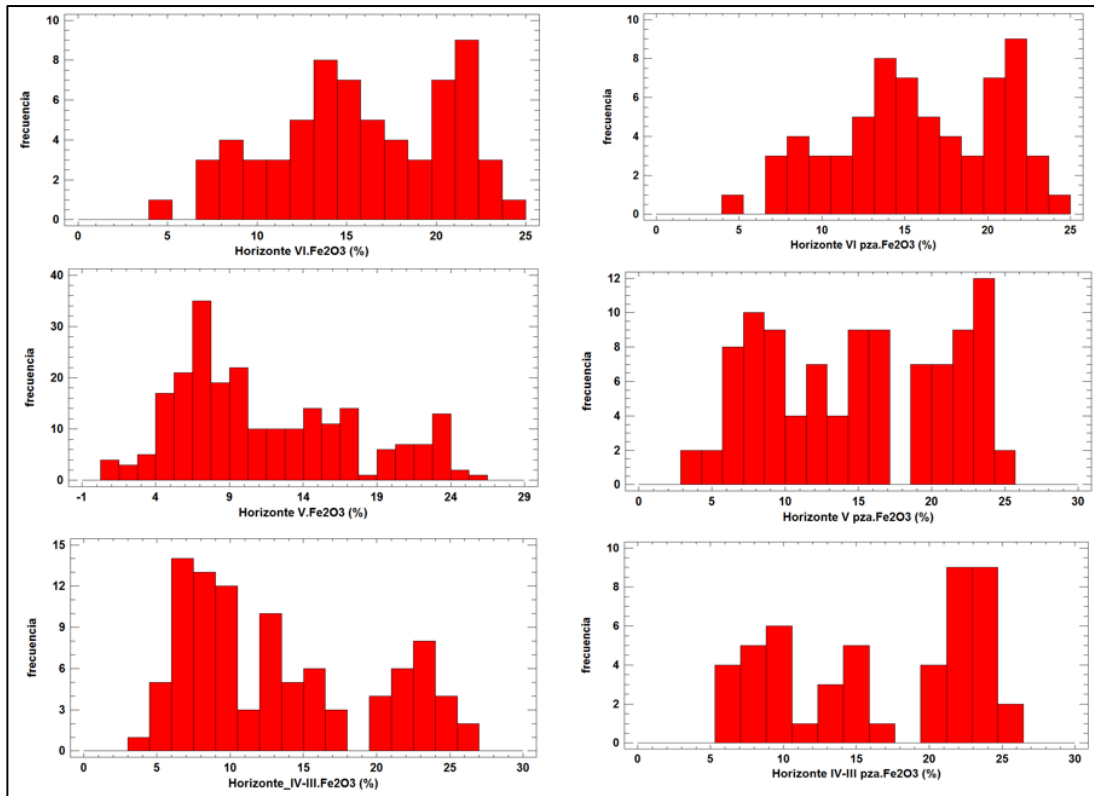 10
8
6
4
2
0
frecuencia
0 5 10 15 20 25
Horizonte VI.Fe2O3 (%)
10
8
6
4
2
0
frecuencia
0 5 10 15 20 25
Horizonte VI pza.Fe2O3 (%)
40
30
20
10
0
frecuencia
-1 4 9 14 19 24 29
Horizonte V.Fe2O3 (%)
12
10
8
6
4
2
0
frecuencia
0 5 10 15 20 25 30
Horizonte V pza.Fe2O3 (%)
15
12
9
6
3
0
frecuencia
0 5 10 15 20 25 30
Horizonte_IV-III.Fe2O3 (%)
10
8
6
4
2
0
frecuencia
0 5 10 15 20 25 30
Horizonte IV-III pza.Fe2O3 (%)